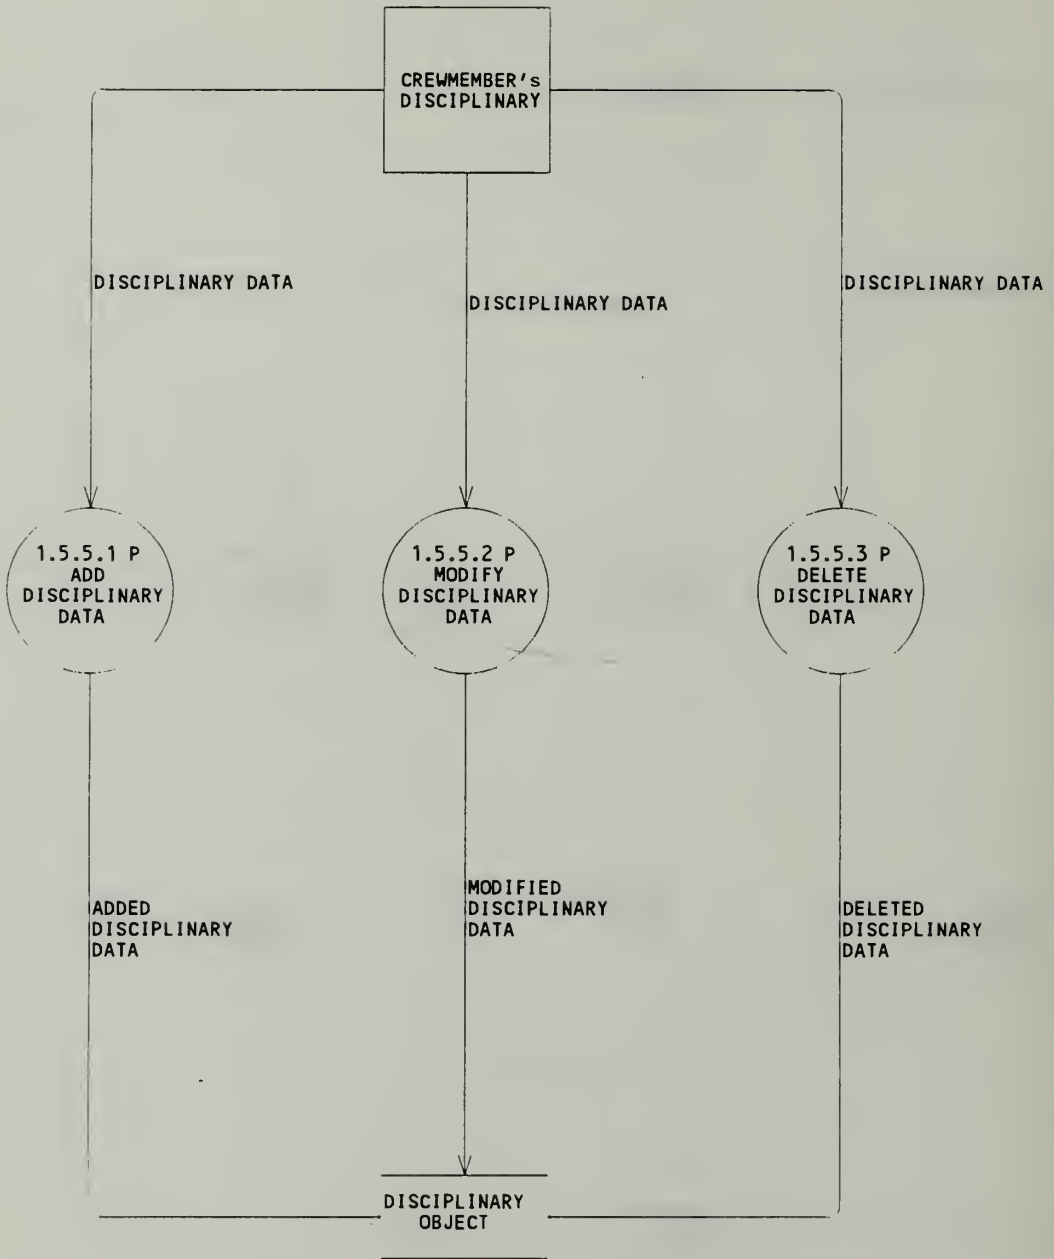 CREWMEMBER's
DISCIPLINARY
DISCIPLINARY DATA
DISCIPLINARY DATA
DISCIPLINARY DATA
1.5.5.1 P
ADD
DISCIPLINARY
DATA
1.5.5.2 P
MODIFY
DISCIPLINARY
DATA
1.5.5.3 P
DELETE
DISCIPLINARY
DATA
ADDED
DISCIPLINARY
DATA
MODIFIED
DISCIPLINARY
DATA
DELETED
DISCIPLINARY
DATA
DISCIPLINARY
OBJECT